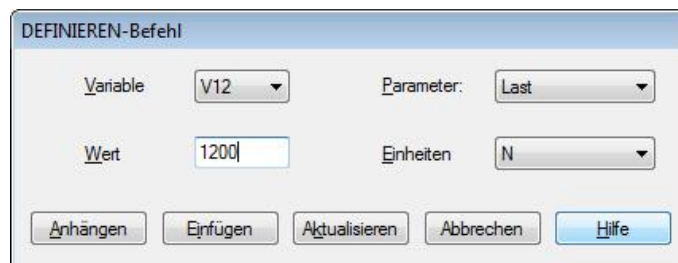 DEFINIEREN-Befehl
Variable V12 Parameter: Last
Wert 1200 Einheiten N
Anhängen Einfügen Aktualisieren Abbrechen Hilfe